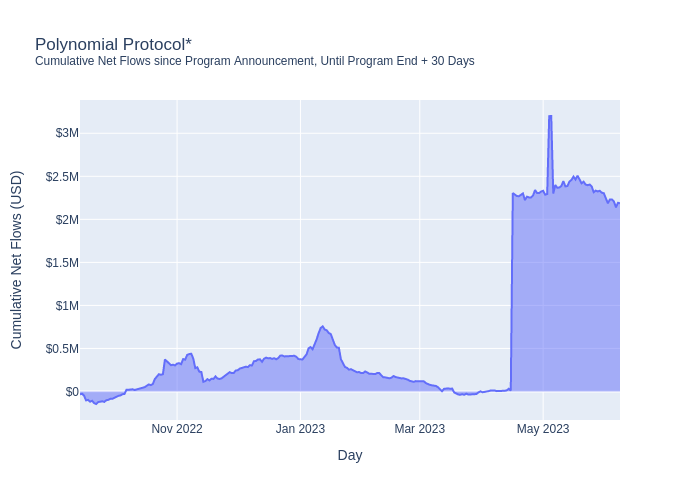 Polynomial Protocol*
Cumulative Net Flows since Program Announcement, Until Program End + 30 Days
Cumulative Net Flows (USD)
$3M
$2.5M
$2M
$1.5M
$1M
$0.5M
$0
Nov 2022
Jan 2023
Mar 2023
May 2023
Day